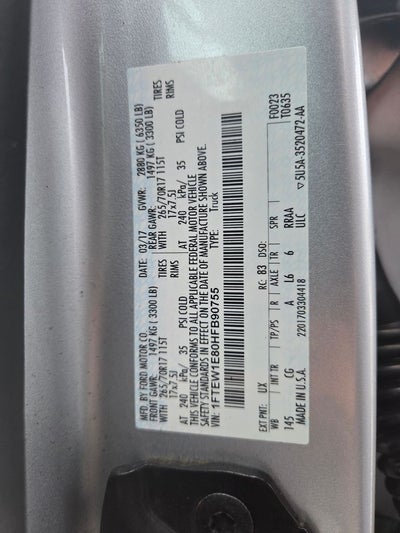 MFD. BY FORD MOTOR CO.
DATE: 03/17 GVWR: 2880 KG ( 6350 LB)
FRONT GAWR: 1497 KG ( 3300 LB) REAR GAWR: 1497 KG ( 3300 LB)
WITH 265/70R17 115T TIRES WITH 265/70R17 115T TIRES
17x7.5J RIMS 17x7.5J RIMS
AT 240 kPa/ 35 PSI COLD AT 240 kPa/ 35 PSI COLD
THIS VEHICLE CONFORMS TO ALL APPLICABLE FEDERAL MOTOR VEHICLE
SAFETY STANDARDS IN EFFECT ON THE DATE OF MANUFACTURE SHOWN ABOVE.
VIN: 1FTEW1E80HFB90755 Truck
F0023
T0635
EXT PNT: UX RC: 83 DSO:
WB INT TR TP/PS R AXLE TR SPR
145 CG A L6 6 RRAA
ULC
2201703304418
MADE IN U.S.A. ▽5U5A-3520472-AA